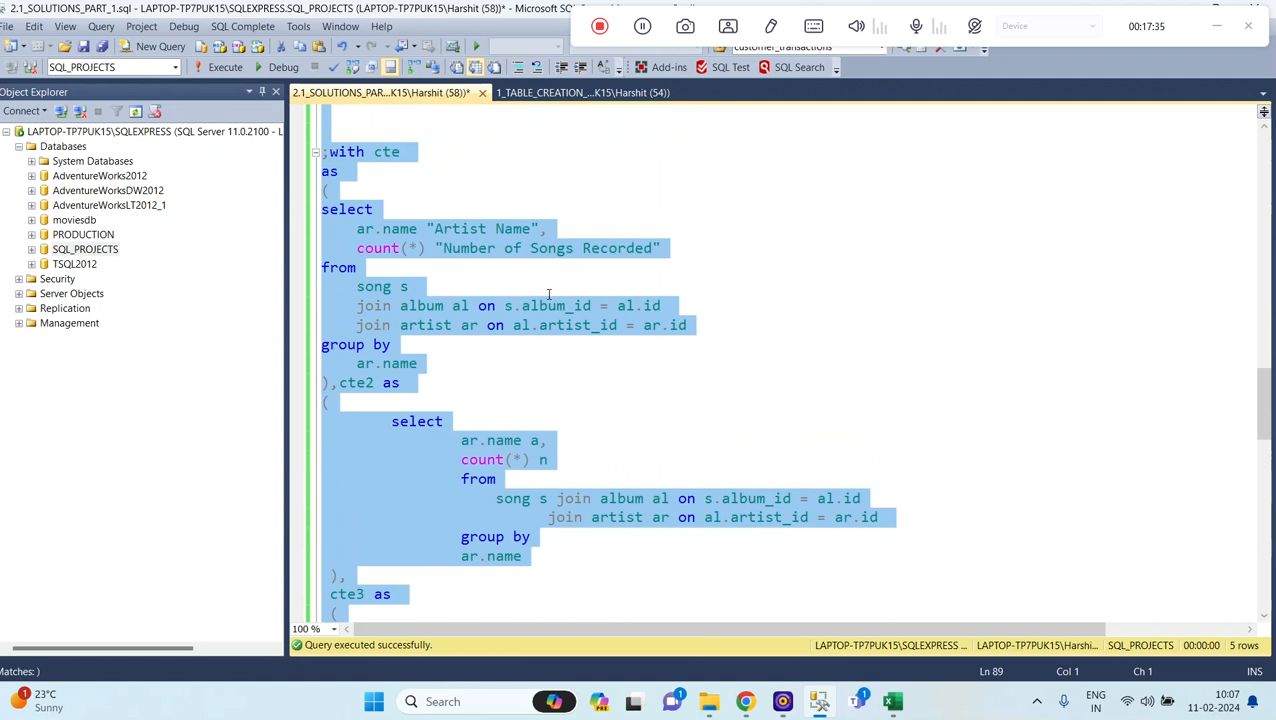 2.1_SOLUTIONS_PART_1.sql - LAPTOP-TP7PUK15\SQLEXPRESS.SQL_PROJECTS (LAPTOP-TP7PUK15\Harshit (58))* - Microsoft SQL
Device
00:17:35
File Edit View Query Project Debug Tools Window Help
New Query
customer_transactions
SQL_PROJECTS
Execute
Debug
Add-ins
SQL Test
SQL Search
Object Explorer
2.1_SOLUTIONS_PAR...K15\Harshit (58))*
1_TABLE_CREATION_...K15\Harshit (54))
Connect
LAPTOP-TP7PUK15\SQLEXPRESS (SQL Server 11.0.2100 - L
Databases
System Databases
AdventureWorks2012
AdventureWorksDW2012
AdventureWorksLT2012_1
moviesdb
PRODUCTION
SQL_PROJECTS
TSQL2012
Security
Server Objects
Replication
Management
;with cte
as
(
select
ar.name "Artist Name",
count(*) "Number of Songs Recorded"
from
song s
join album al on s.album_id = al.id
join artist ar on al.artist_id = ar.id
group by
ar.name
),cte2 as
(
select
ar.name a,
count(*) n
from
song s join album al on s.album_id = al.id
join artist ar on al.artist_id = ar.id
group by
ar.name
),
cte3 as
(
100 %
Query executed successfully.
LAPTOP-TP7PUK15\SQLEXPRESS ...
LAPTOP-TP7PUK15\Harshi...
SQL_PROJECTS
00:00:00
5 rows
Matches: )
Ln 89
Col 1
Ch 1
INS
23°C
Sunny
Search
ENG
IN
10:07
11-02-2024